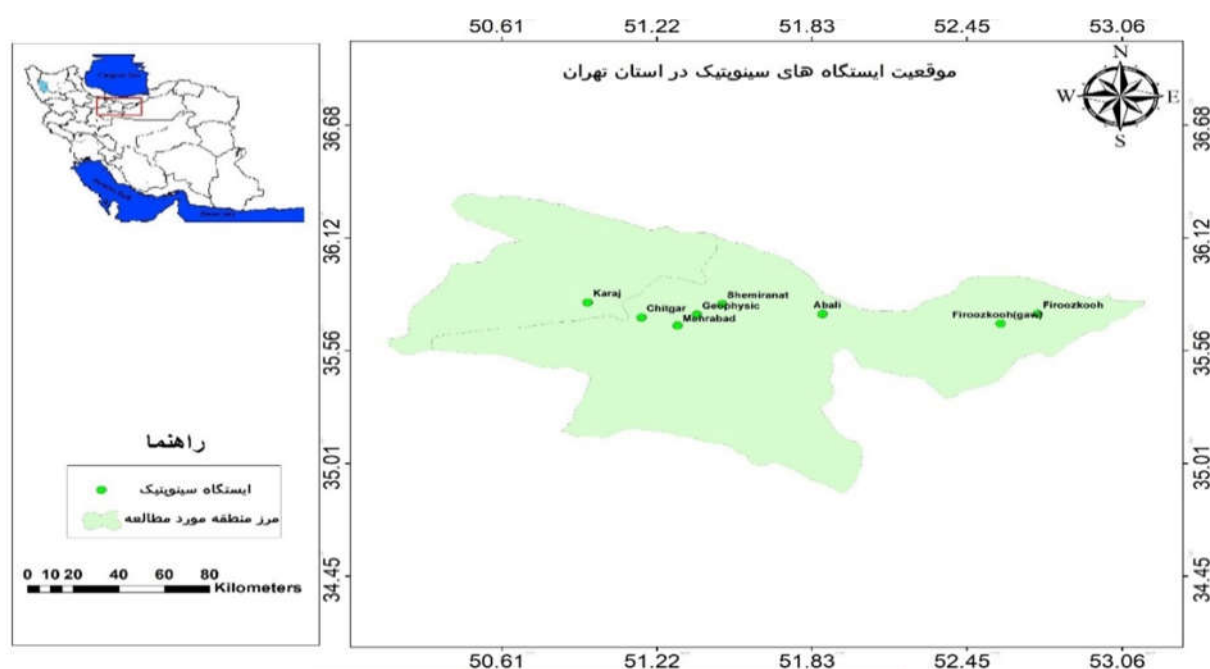 50.61 51.22 51.83 52.45 53.06
موقعیت ایستگاه های سینوپتیک در استان تهران
N
W E
S
36.68
36.12
35.56
35.01
34.45
36.68
36.12
35.56
35.01
34.45
Karaj
Chitgar
Mehrabad
Geophysic
Shemiranat
Abali
Firoozkooh(gaw)
Firoozkooh
راهنما
ایستگاه سینوپتیک
مرز منطقه مورد مطالعه
0 10 20 40 60 80
Kilometers
50.61 51.22 51.83 52.45 53.06